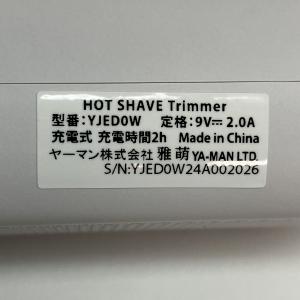 HOT SHAVE Trimmer
型番:YJED0W 定格:9V⎓2.0A
充電式 充電時間2h Made in China
ヤーマン株式会社 雅萌 YA-MAN LTD.
S/N:YJED0W24A002026